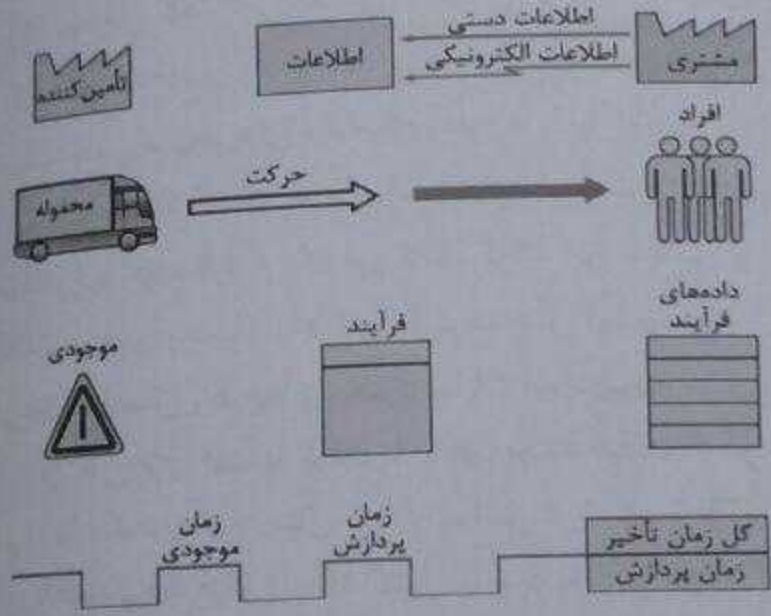 اطلاعات دستی
مشتری
اطلاعات
اطلاعات الکترونیکی
تأمین‌کننده
افراد
حرکت
محموله
داده‌های
فرآیند
فرآیند
موجودی
زمان
پردازش
زمان
موجودی
کل زمان تأخیر
زمان پردازش